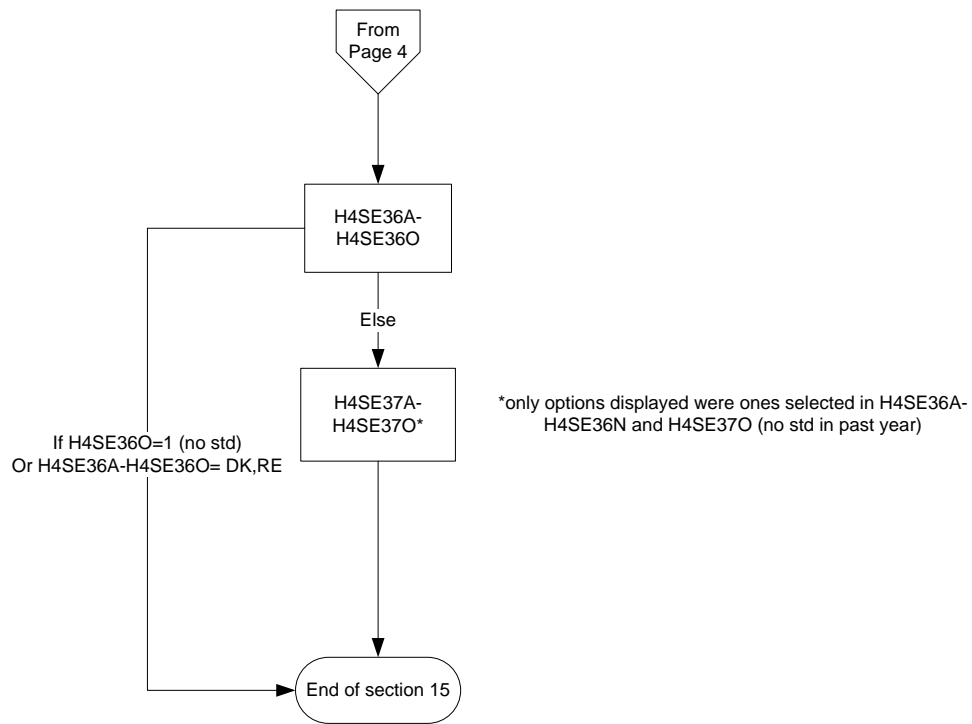 From
Page 4
H4SE36A-
H4SE36O
Else
H4SE37A-
H4SE37O*
*only options displayed were ones selected in H4SE36A-
H4SE36N and H4SE37O (no std in past year)
If H4SE36O=1 (no std)
Or H4SE36A-H4SE36O= DK,RE
End of section 15